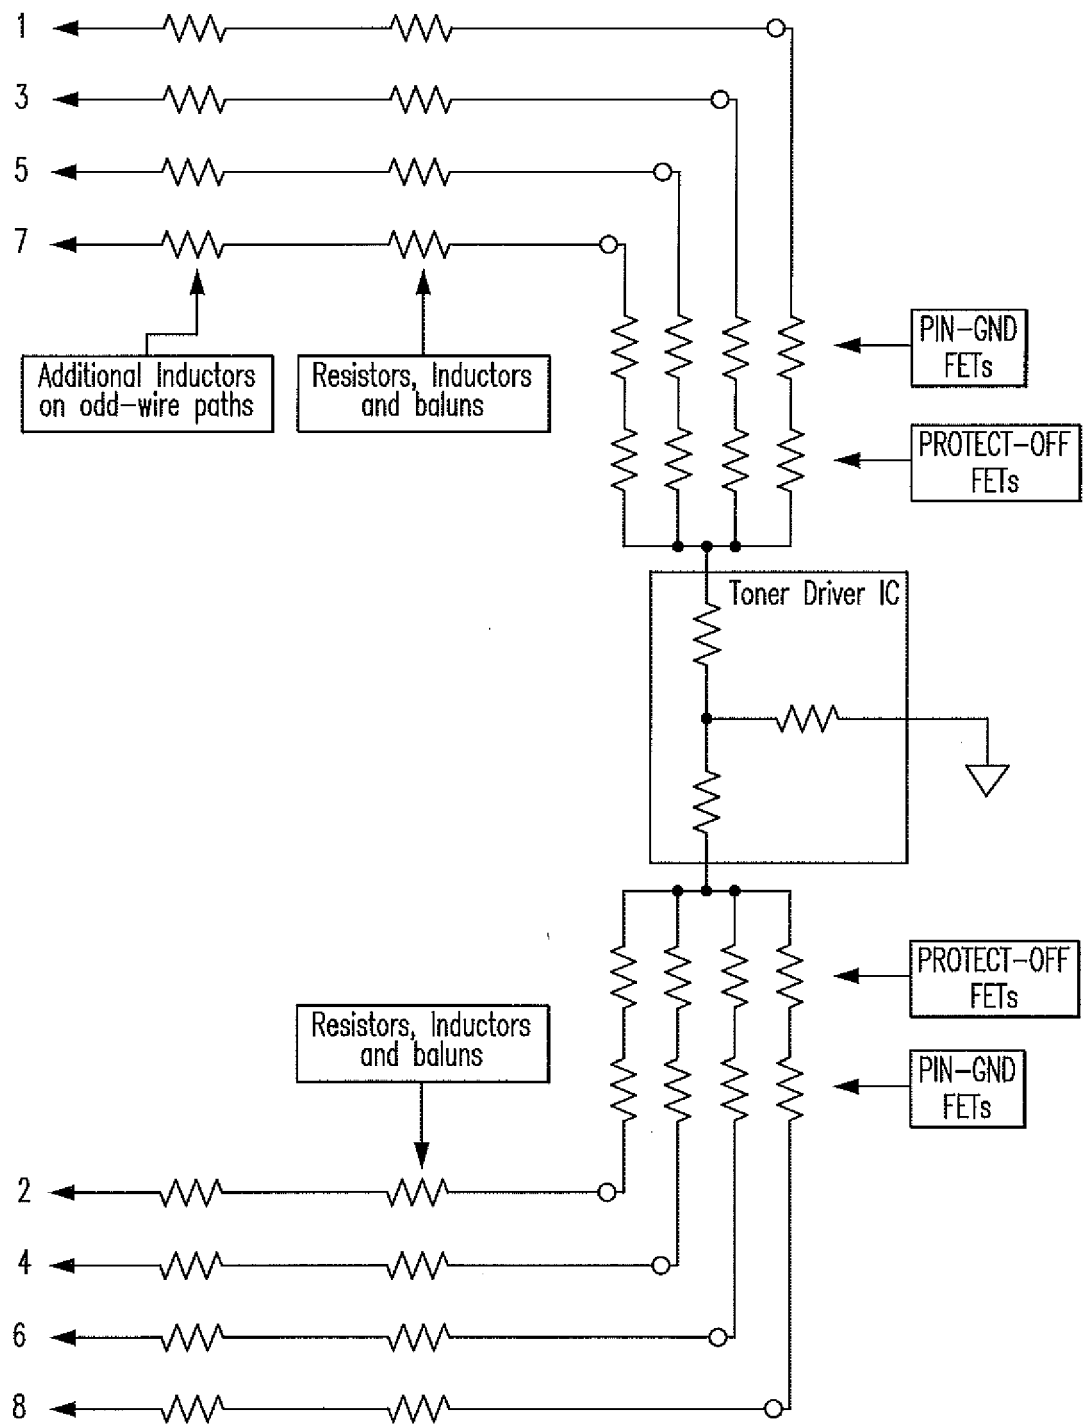 1
3
5
7
Additional Inductors
on odd-wire paths
Resistors, Inductors
and baluns
PIN-GND
FETs
PROTECT-OFF
FETs
Toner Driver IC
PROTECT-OFF
FETs
Resistors, Inductors
and baluns
PIN-GND
FETs
2
4
6
8